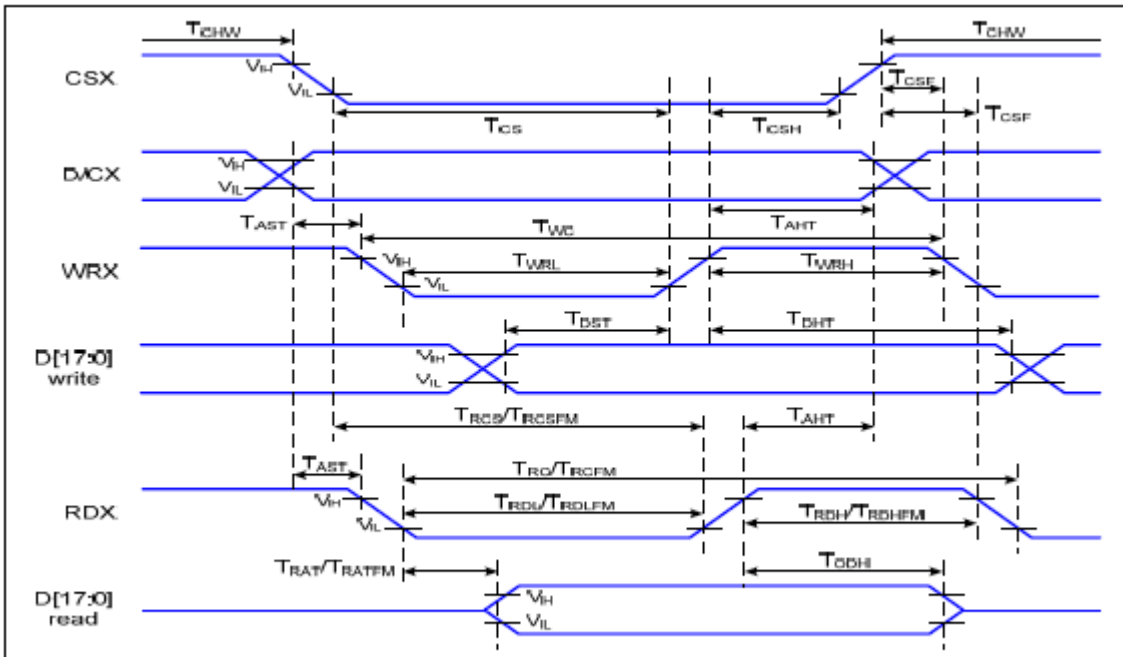 TCHW TCHW
VIH
CSX
VIL
TCSF
TCS TCSH TCSF
VIH
D/CX
VIL
TAST TWC TAHT
VIH TWRL TWRH
WRX
VIL
TDST TDHT
D[17:0] VIH
write VIL
TRCS/TRCSFM TAHT
TAST TRC/TRCFM
VIH TRDL/TRDLFM TRDH/TRDHFM
RDX
VIL
TRAT/TRATFM TODH
D[17:0] VIH
read VIL